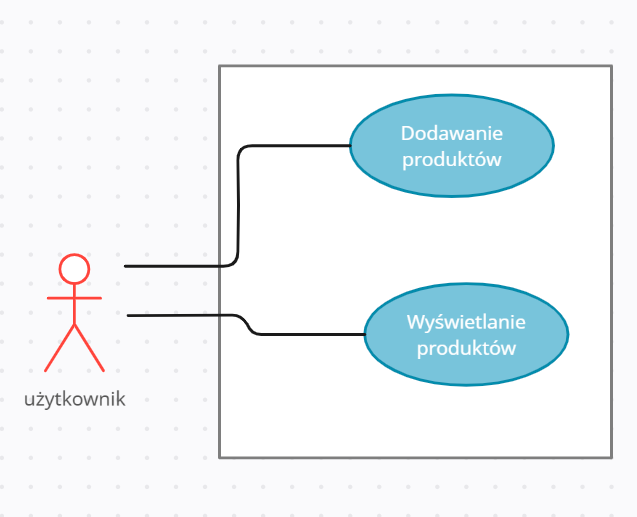 Dodawanie
produktów
Wyświetlanie
produktów
użytkownik